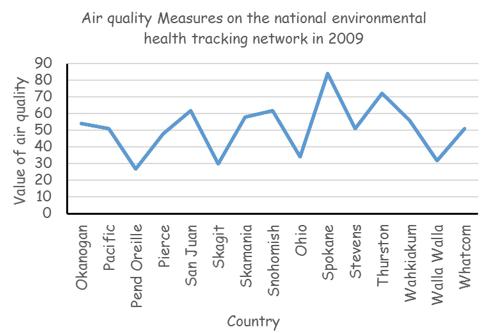 Air quality Measures on the national environmental
health tracking network in 2009
Value of air quality
90
80
70
60
50
40
30
20
10
0
Okanogan
Pacific
Pend Oreille
Pierce
San Juan
Skagit
Skamania
Snohomish
Ohio
Spokane
Stevens
Thurston
Wahkiakum
Walla Walla
Whatcom
Country